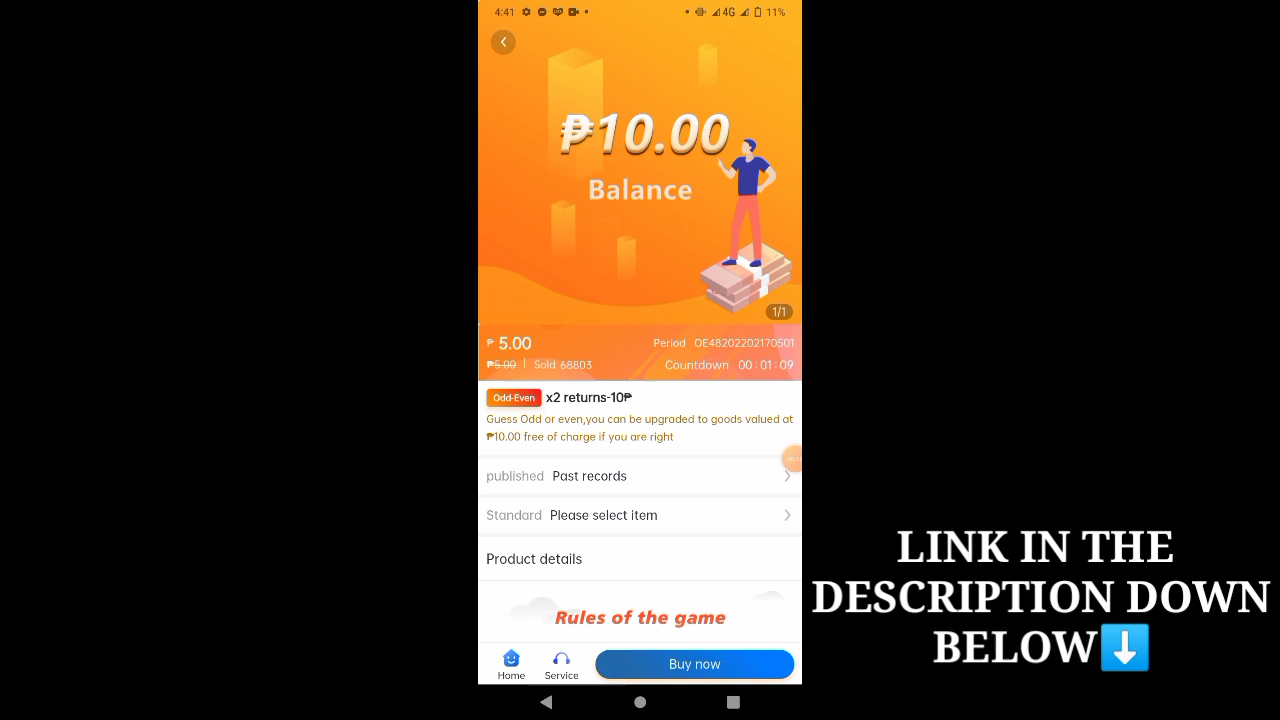 4:41
4G
11%
₱10.00
Balance
1/1
₱ 5.00
Period OE48202202170501
₱5.00 | Sold 68803
Countdown 00:01:09
Odd-Even x2 returns-10₱
Guess Odd or even,you can be upgraded to goods valued at
₱10.00 free of charge if you are right
published Past records
Standard Please select item
Product details
Rules of the game
Home
Service
Buy now
LINK IN THE
DESCRIPTION DOWN
BELOW⬇️